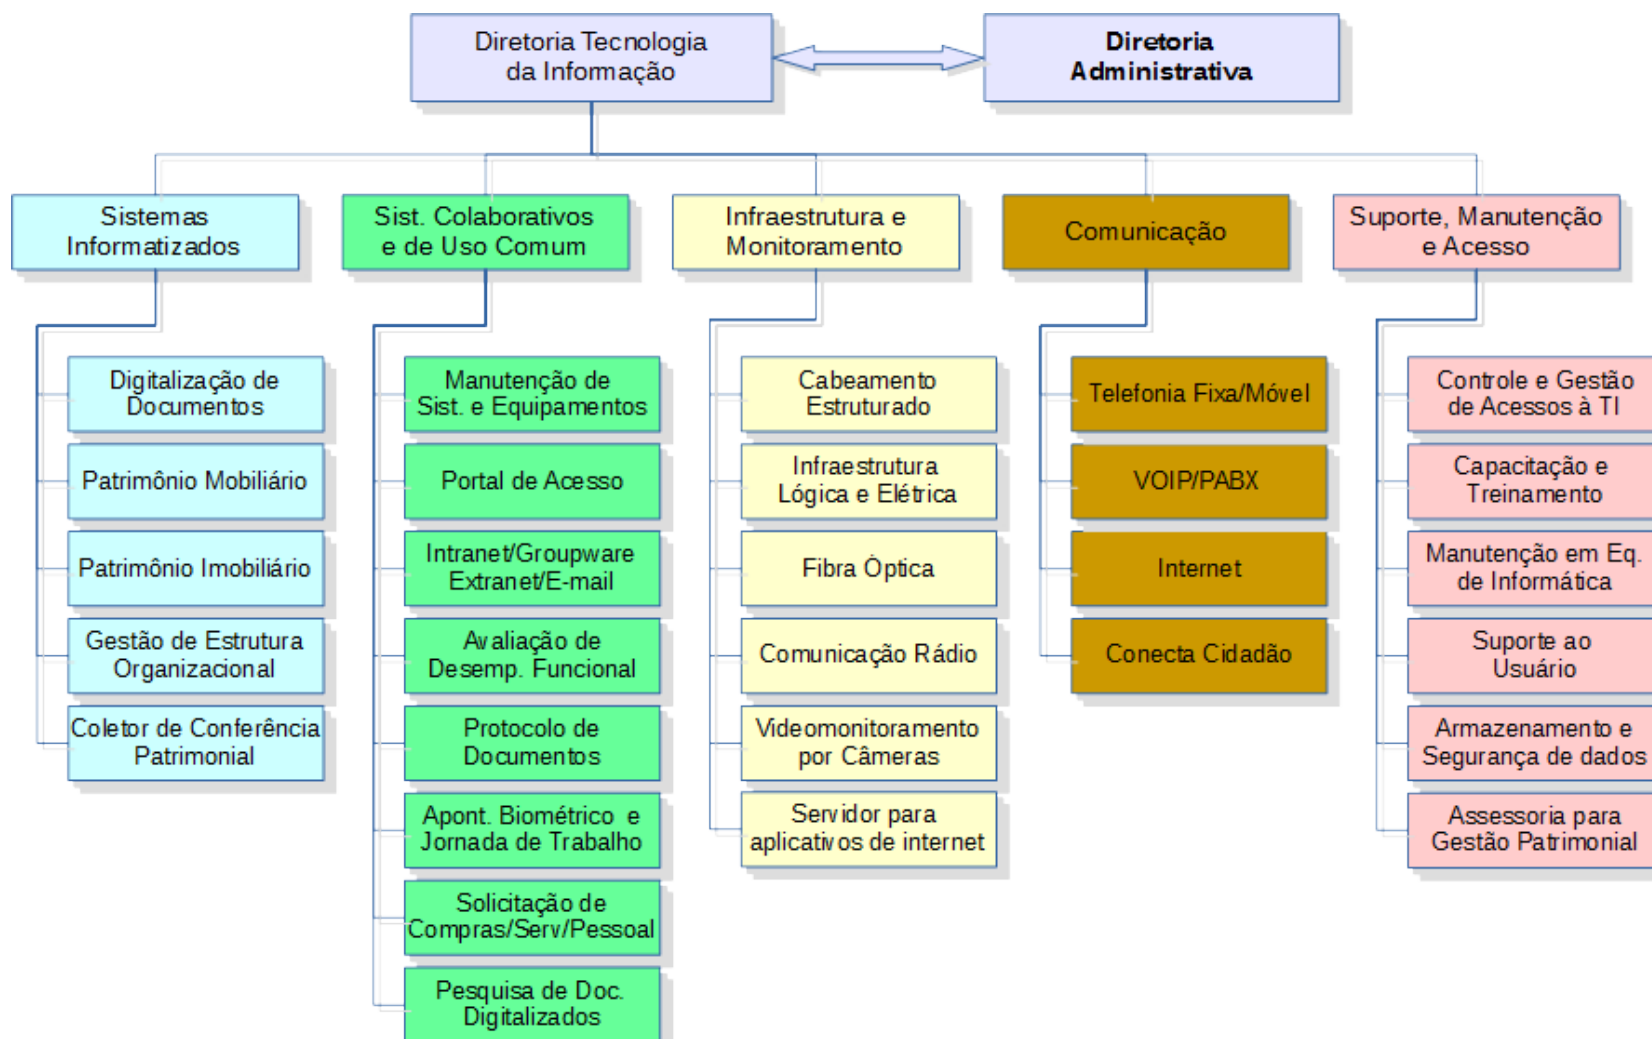 Diretoria Tecnologia
da Informação
Diretoria
Administrativa
Sistemas
Informatizados
Sist. Colaborativos
e de Uso Comum
Infraestrutura e
Monitoramento
Comunicação
Suporte, Manutenção
e Acesso
Digitalização de
Documentos
Patrimônio Mobiliário
Patrimônio Imobiliário
Gestão de Estrutura
Organizacional
Coletor de Conferência
Patrimonial
Manutenção de
Sist. e Equipamentos
Portal de Acesso
Intranet/Groupware
Extranet/E-mail
Avaliação de
Desemp. Funcional
Protocolo de
Documentos
Apont. Biométrico e
Jornada de Trabalho
Solicitação de
Compras/Serv/Pessoal
Pesquisa de Doc.
Digitalizados
Cabeamento
Estruturado
Infraestrutura
Lógica e Elétrica
Fibra Óptica
Comunicação Rádio
Videomonitoramento
por Câmeras
Servidor para
aplicativos de internet
Telefonia Fixa/Móvel
VOIP/PABX
Internet
Conecta Cidadão
Controle e Gestão
de Acessos à TI
Capacitação e
Treinamento
Manutenção em Eq.
de Informática
Suporte ao
Usuário
Armazenamento e
Segurança de dados
Assessoria para
Gestão Patrimonial